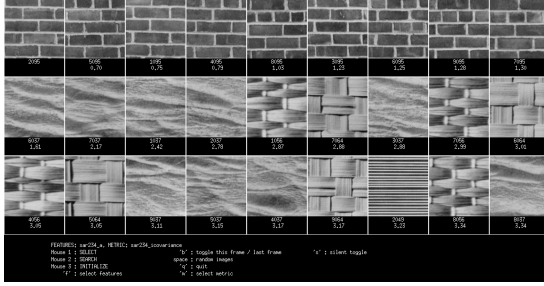 2095 5095 1095 4095 8095 3095 6095 9095 7095
0.70 0.75 0.79 1.03 1.23 1.25 1.28 1.30
6037 7037 1037 2037 1056 7064 3037 7056 6064
1.61 2.17 2.42 2.78 2.87 2.88 2.88 2.99 3.01
4056 5064 9037 5037 4037 9064 2049 8056 8037
3.05 3.05 3.11 3.15 3.17 3.17 3.23 3.34 3.34
FEATURES: sar234_a, METRIC: sar234_icovariance
Mouse 1 : SELECT 'b' : toggle this frame / last frame 's' : silent toggle
Mouse 2 : SEARCH space : random images
Mouse 3 : INITIALIZE 'q' : quit
'f' : select features 'w' : select metric